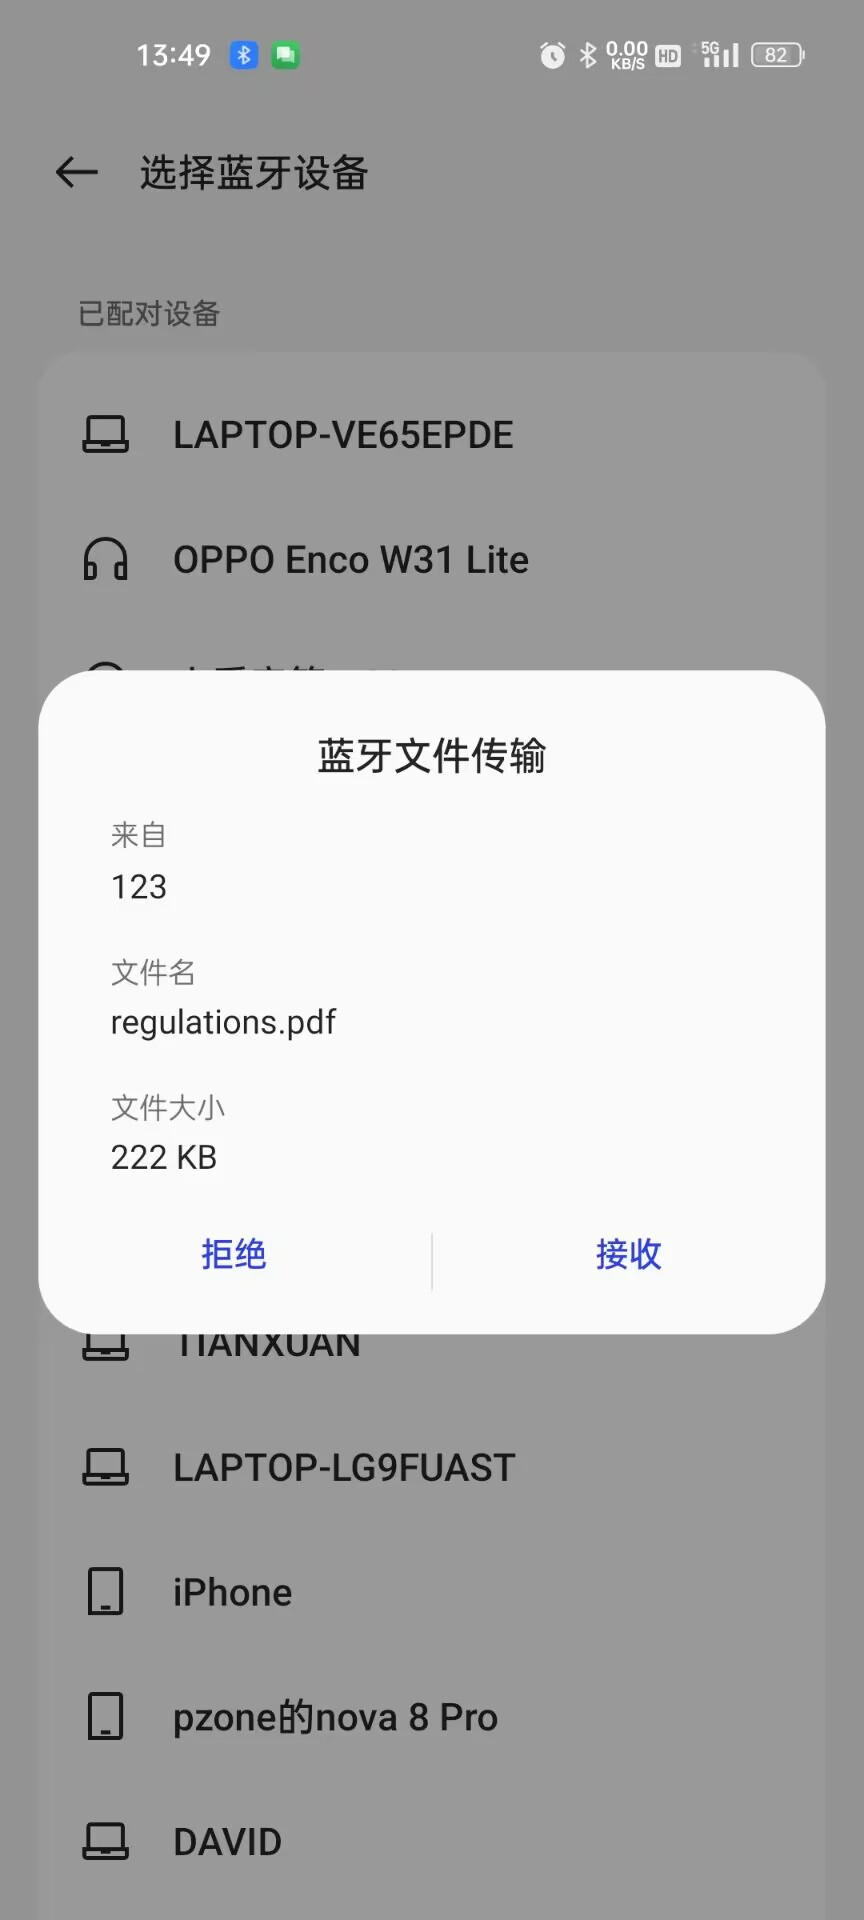 13:49
0.00
KB/S
HD
5G
82
选择蓝牙设备
已配对设备
LAPTOP-VE65EPDE
OPPO Enco W31 Lite
蓝牙文件传输
来自
123
文件名
regulations.pdf
文件大小
222 KB
拒绝
接收
TIANXUAN
LAPTOP-LG9FUAST
iPhone
pzone的nova 8 Pro
DAVID